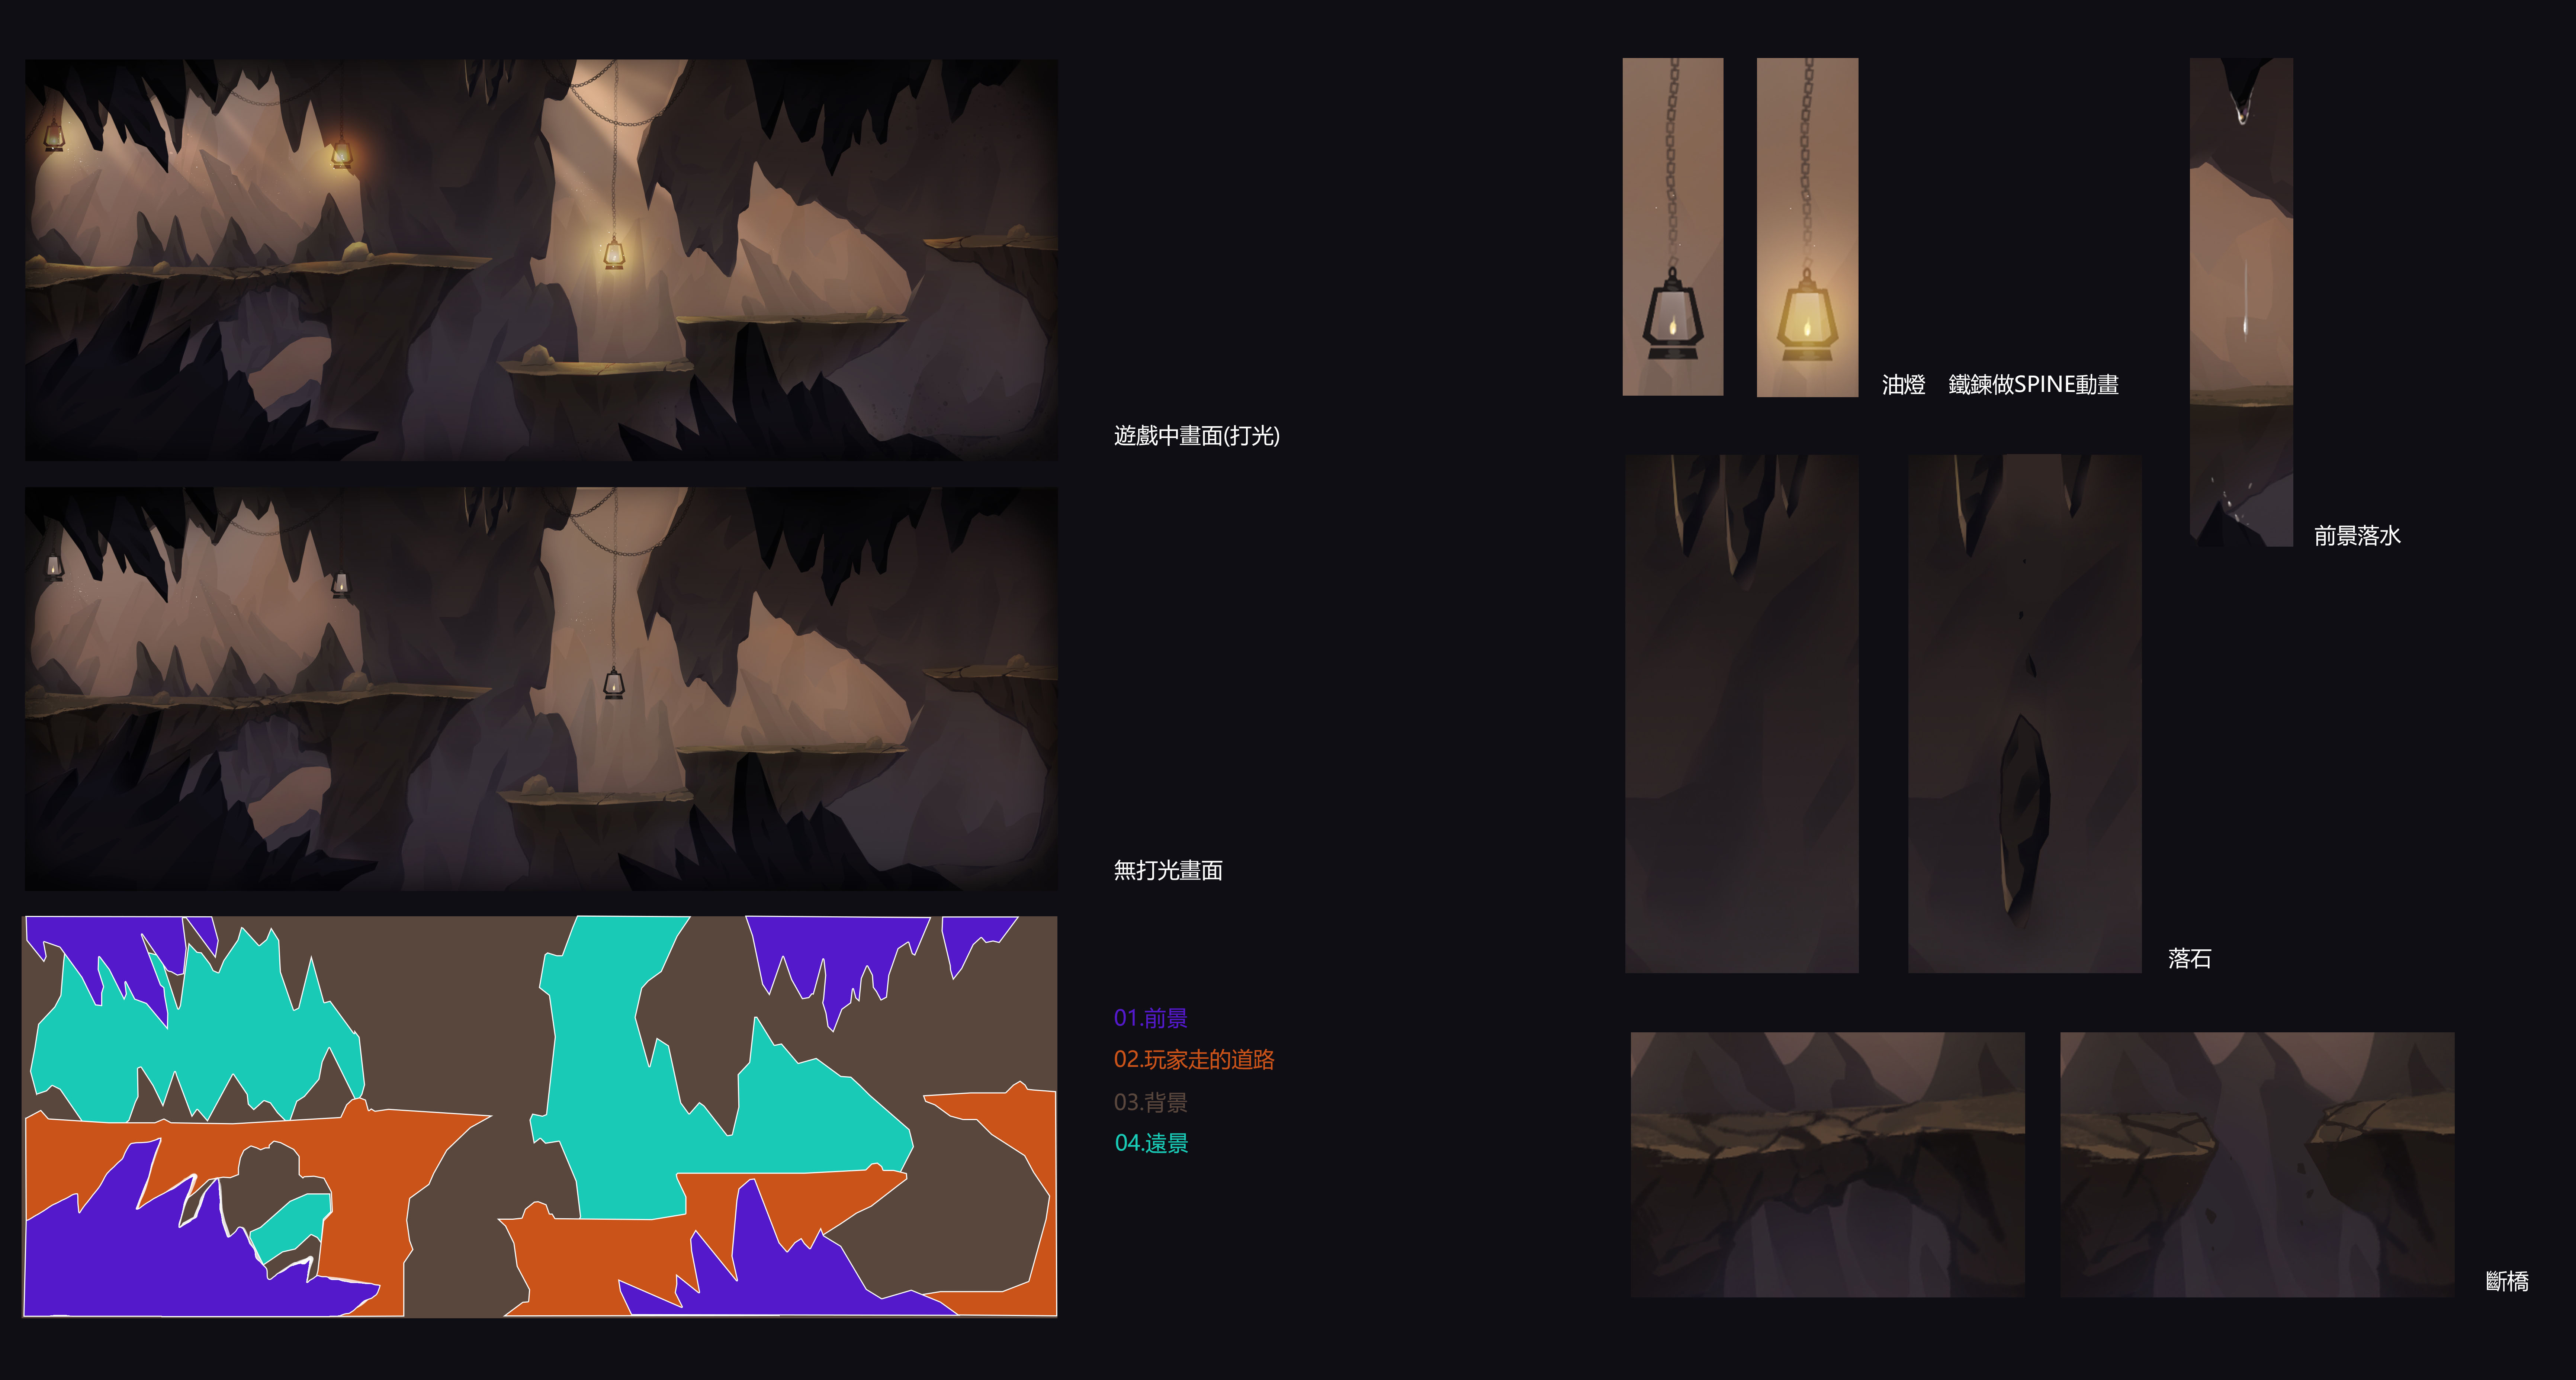 遊戲中畫面(打光)
無打光畫面
01.前景
02.玩家走的道路
03.背景
04.遠景
油燈 鐵鍊做SPINE動畫
前景落水
落石
斷橋